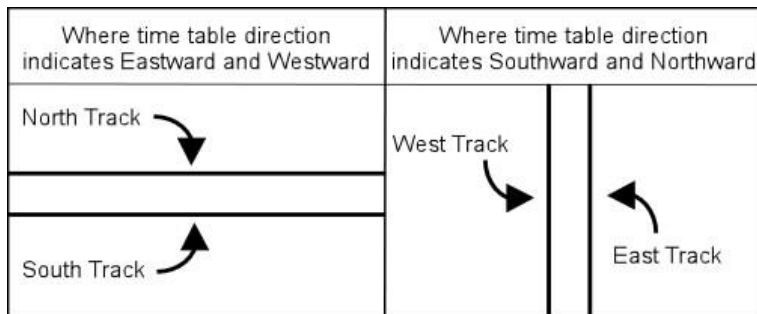 Where time table direction
indicates Eastward and Westward
Where time table direction
indicates Southward and Northward
North Track
South Track
West Track
East Track